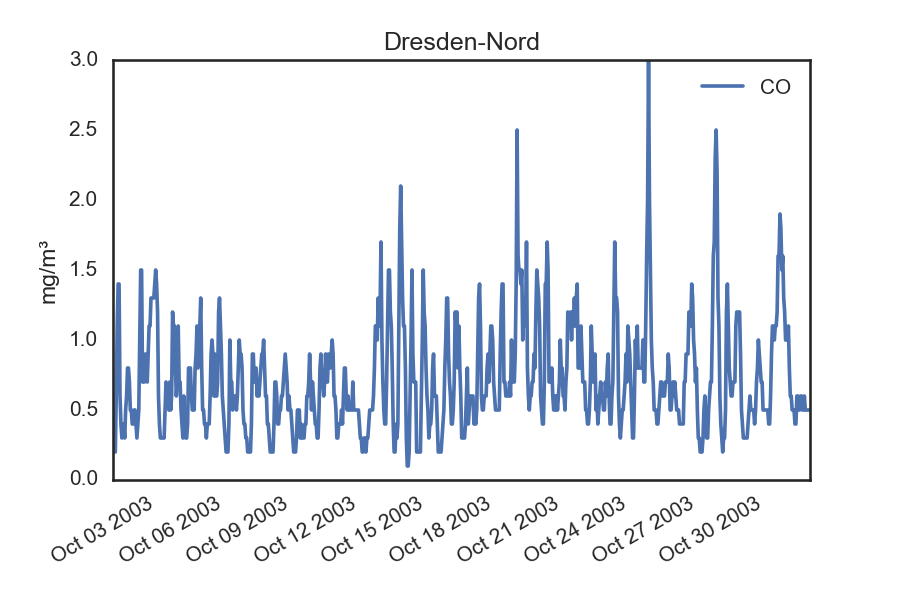 Dresden-Nord
CO
mg/m³
3.0
2.5
2.0
1.5
1.0
0.5
0.0
Oct 03 2003
Oct 06 2003
Oct 09 2003
Oct 12 2003
Oct 15 2003
Oct 18 2003
Oct 21 2003
Oct 24 2003
Oct 27 2003
Oct 30 2003